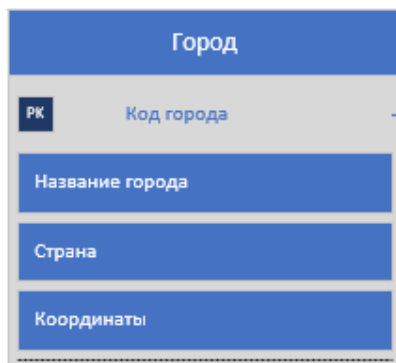 Город
PK Код города
Название города
Страна
Координаты